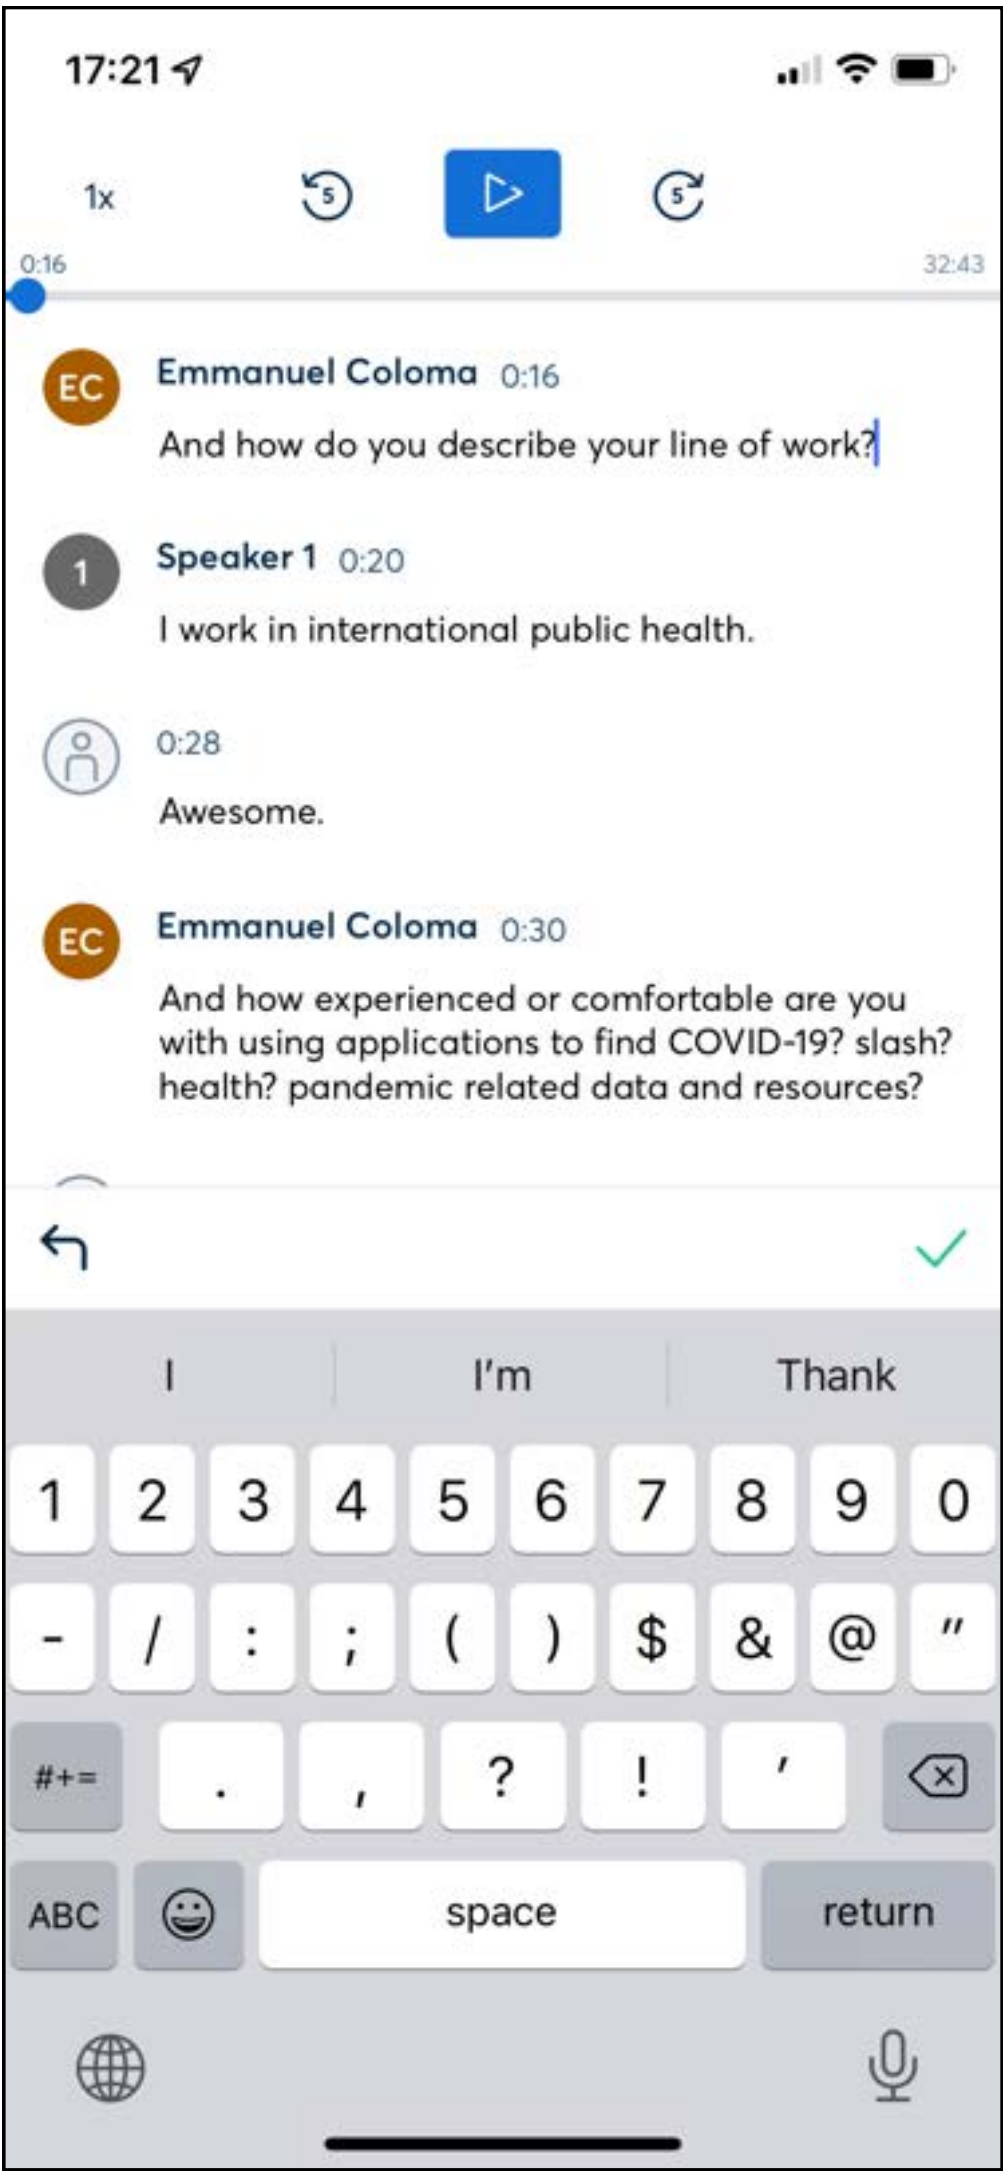 17:21
1x
5
5
0:16
32:43
EC
Emmanuel Coloma 0:16
And how do you describe your line of work?
1
Speaker 1 0:20
I work in international public health.
0:28
Awesome.
EC
Emmanuel Coloma 0:30
And how experienced or comfortable are you
with using applications to find COVID-19? slash?
health? pandemic related data and resources?
I I'm Thank
1 2 3 4 5 6 7 8 9 0
- / : ; ( ) $ & @ "
#+= . , ? ! '
ABC space return